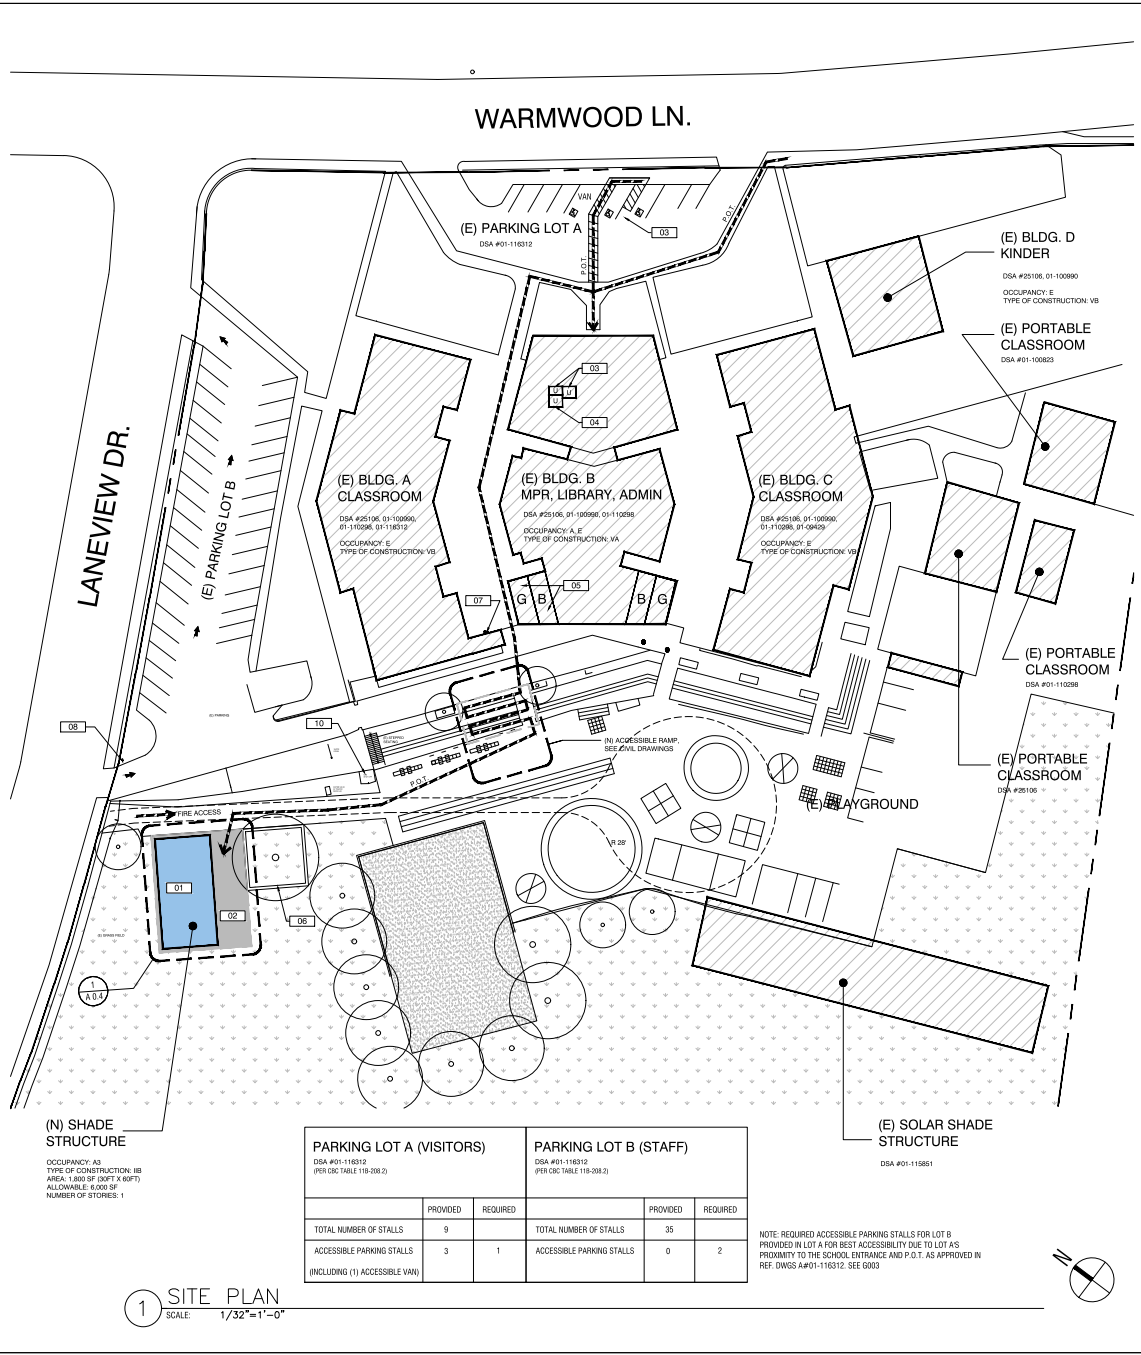 WARMWOOD LN.
VAN
(E) PARKING LOT A
DSA #01-116312
03
P.O.T.
P.O.T.
(E) BLDG. D
KINDER
DSA #25106, 01-100990
OCCUPANCY: E
TYPE OF CONSTRUCTION: VB
(E) PORTABLE
CLASSROOM
DSA #01-100823
03
U
U
U
04
LANEVIEW DR.
(E) PARKING LOT B
(E) BLDG. A
CLASSROOM
DSA #25106, 01-100990,
01-110298, 01-116312
OCCUPANCY: E
TYPE OF CONSTRUCTION: VB
(E) BLDG. B
MPR, LIBRARY, ADMIN
DSA #25106, 01-100990, 01-110298
OCCUPANCY: A, E
TYPE OF CONSTRUCTION: VA
(E) BLDG. C
CLASSROOM
DSA #25106, 01-100990,
01-110298, 01-09429
OCCUPANCY: E
TYPE OF CONSTRUCTION: VB
05
07
G
B
B
G
(E) PORTABLE
CLASSROOM
DSA #01-110298
(E) PARKING
08
10
(E) STEPPED
SEATING
(N) ACCESSIBLE RAMP,
SEE CIVIL DRAWINGS
P.O.T.
(E) PORTABLE
CLASSROOM
DSA #25106
(E) PLAYGROUND
FIRE ACCESS
R 28'
01
02
06
(E) GRASS FIELD
1
A 0.4
(N) SHADE
STRUCTURE
OCCUPANCY: A3
TYPE OF CONSTRUCTION: IIB
AREA: 1,800 SF (30FT X 60FT)
ALLOWABLE: 6,000 SF
NUMBER OF STORIES: 1
(E) SOLAR SHADE
STRUCTURE
DSA #01-115851
PARKING LOT A (VISITORS)
DSA #01-116312
(PER CBC TABLE 11B-208.2)
PROVIDED REQUIRED
TOTAL NUMBER OF STALLS 9
ACCESSIBLE PARKING STALLS 3 1
(INCLUDING (1) ACCESSIBLE VAN)
PARKING LOT B (STAFF)
DSA #01-116312
(PER CBC TABLE 11B-208.2)
PROVIDED REQUIRED
TOTAL NUMBER OF STALLS 35
ACCESSIBLE PARKING STALLS 0 2
NOTE: REQUIRED ACCESSIBLE PARKING STALLS FOR LOT B
PROVIDED IN LOT A FOR BEST ACCESSIBILITY DUE TO LOT A'S
PROXIMITY TO THE SCHOOL ENTRANCE AND P.O.T. AS APPROVED IN
REF. DWGS A#01-116312. SEE G003
N
1
SITE PLAN
SCALE: 1/32"=1'-0"